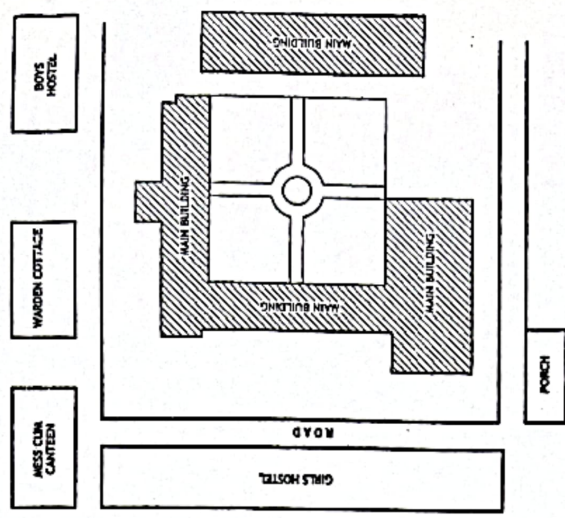 BOYS
HOSTEL
MAIN BUILDING
MAIN BUILDING
WARDEN COTTAGE
MAIN BUILDING
MAIN BUILDING
PORCH
MESS CUM
CANTEEN
ROAD
GIRLS HOSTEL